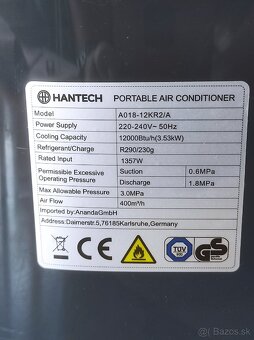 HANTECH PORTABLE AIR CONDITIONER
Model A018-12KR2/A
Power Supply 220-240V~ 50Hz
Cooling Capacity 12000Btu/h(3.53kW)
Refrigerant/Charge R290/230g
Rated Input 1357W
Permissible Excessive Operating Pressure Suction 0.6MPa
Discharge 1.8MPa
Max Allowable Pressure 3.0MPa
Air Flow 400m³/h
Imported by:AnandaGmbH
Address:Daimerstr.5,76185Karlsruhe,Germany
CE
TÜV
GS
bazos.sk